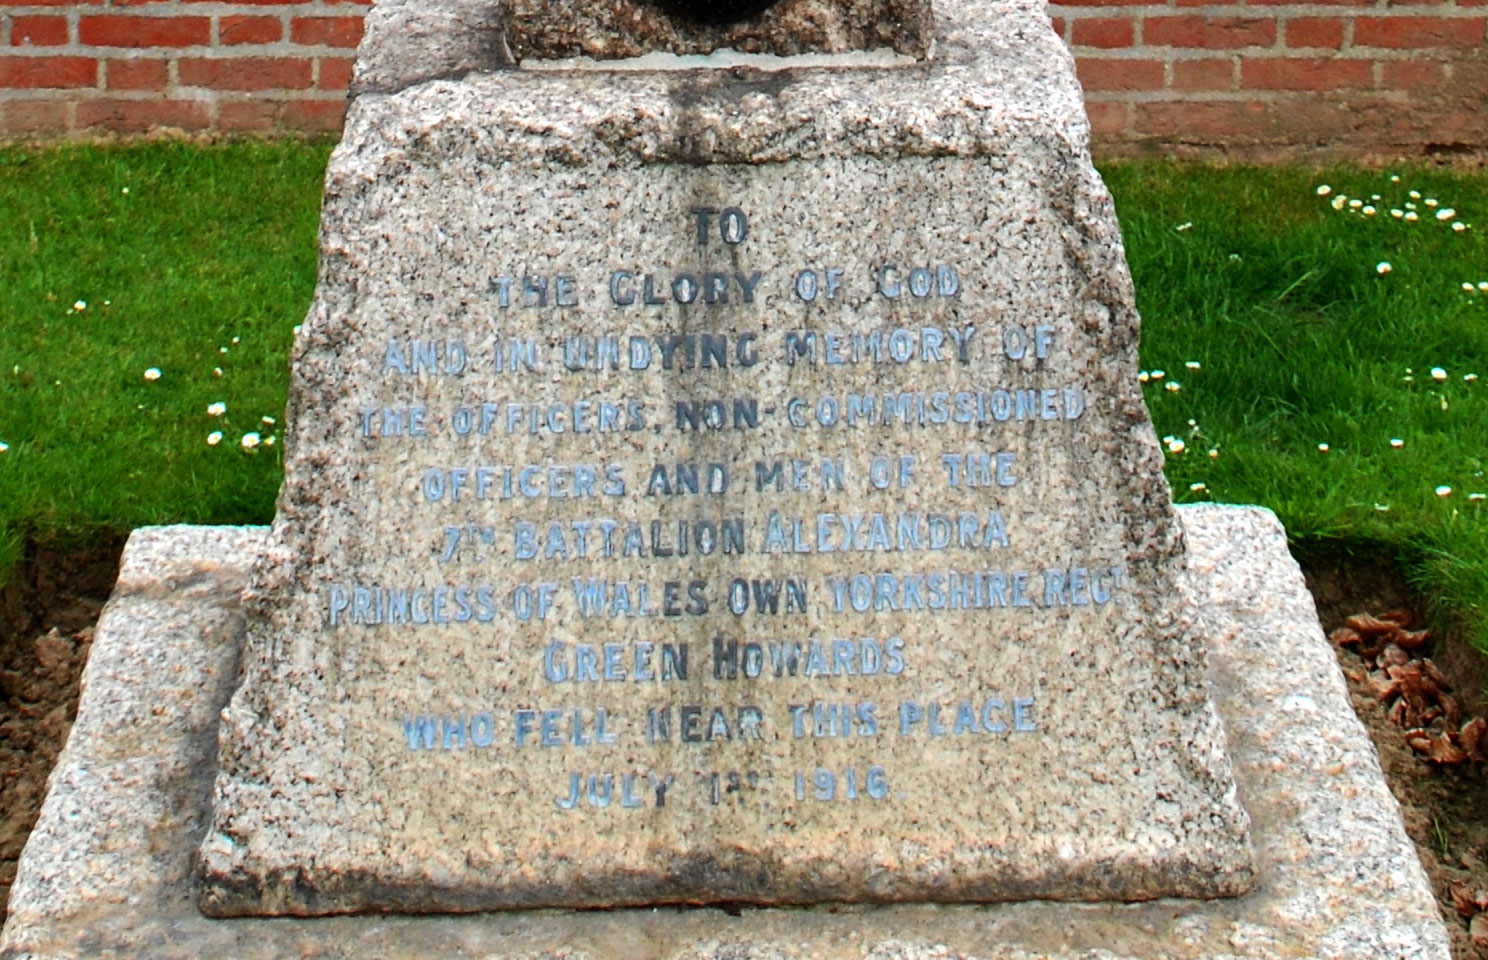 TO
THE GLORY OF GOD
AND IN UNDYING MEMORY OF
THE OFFICERS, NON-COMMISSIONED
OFFICERS AND MEN OF THE
7TH BATTALION ALEXANDRA
PRINCESS OF WALES OWN YORKSHIRE REGT
GREEN HOWARDS
WHO FELL NEAR THIS PLACE
JULY 1ST 1916.